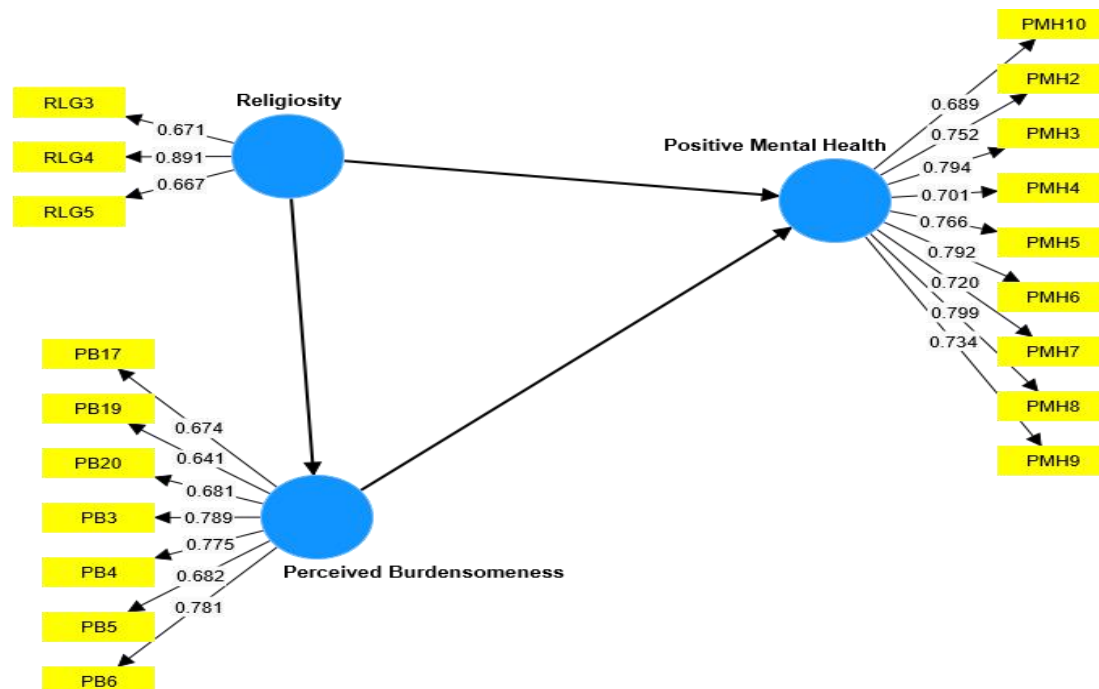 Religiosity
RLG3
0.671
RLG4
0.891
RLG5
0.667
Positive Mental Health
PMH10
0.689
PMH2
0.752
PMH3
0.794
PMH4
0.701
PMH5
0.766
PMH6
0.792
PMH7
0.720
PMH8
0.799
PMH9
0.734
PB17
0.674
PB19
0.641
PB20
0.681
PB3
0.789
PB4
0.775
PB5
0.682
PB6
0.781
Perceived Burdensomeness